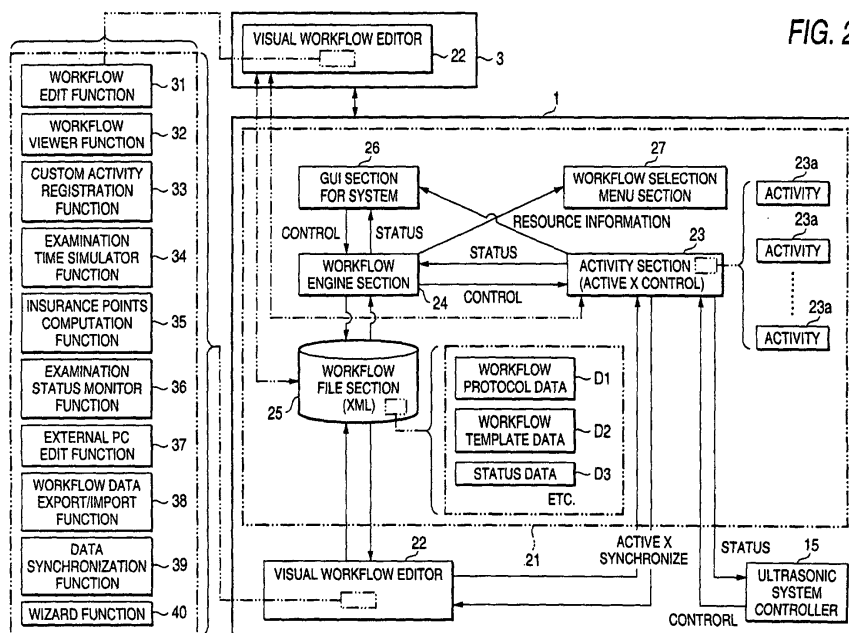 FIG. 2
VISUAL WORKFLOW EDITOR
22
3
WORKFLOW
EDIT FUNCTION
31
WORKFLOW
VIEWER FUNCTION
32
CUSTOM ACTIVITY
REGISTRATION
FUNCTION
33
EXAMINATION
TIME SIMULATOR
FUNCTION
34
INSURANCE POINTS
COMPUTATION
FUNCTION
35
EXAMINATION
STATUS MONITOR
FUNCTION
36
EXTERNAL PC
EDIT FUNCTION
37
WORKFLOW DATA
EXPORT/IMPORT
FUNCTION
38
DATA
SYNCHRONIZATION
FUNCTION
39
WIZARD FUNCTION
40
1
26
GUI SECTION
FOR SYSTEM
27
WORKFLOW SELECTION
MENU SECTION
RESOURCE INFORMATION
CONTROL
STATUS
WORKFLOW
ENGINE SECTION
24
STATUS
CONTROL
23
ACTIVITY SECTION
(ACTIVE X CONTROL)
23a
ACTIVITY
23a
ACTIVITY
23a
ACTIVITY
WORKFLOW
FILE SECTION
(XML)
25
WORKFLOW
PROTOCOL DATA
D1
WORKFLOW
TEMPLATE DATA
D2
STATUS DATA
D3
ETC.
21
22
VISUAL WORKFLOW EDITOR
ACTIVE X
SYNCHRONIZE
STATUS
15
ULTRASONIC
SYSTEM
CONTROLLER
CONTRORL